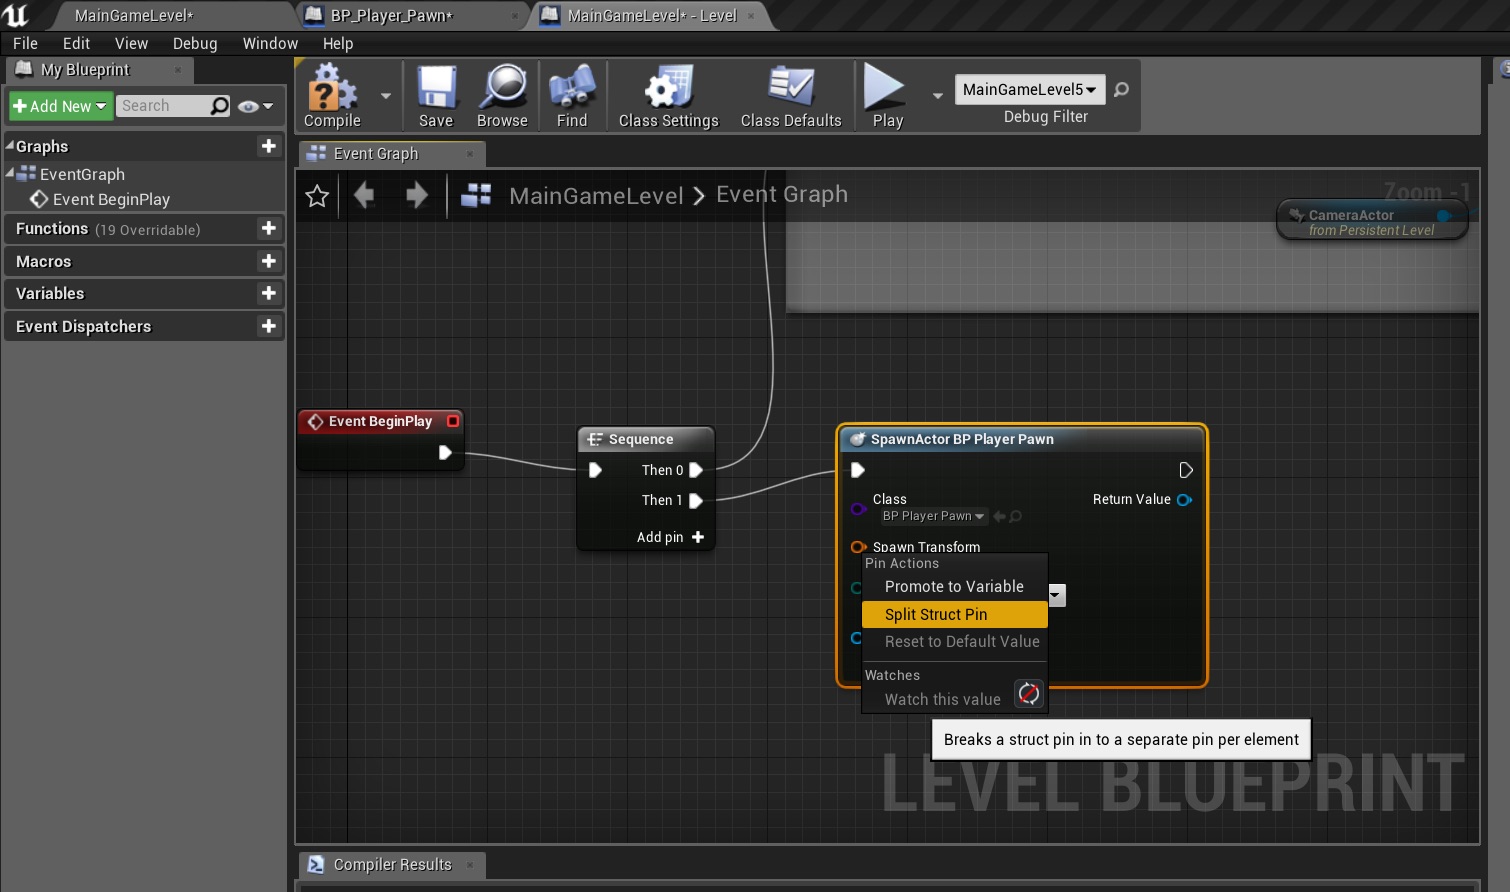 MainGameLevel*
BP_Player_Pawn*
MainGameLevel* - Level
File Edit View Debug Window Help
My Blueprint
Add New
Search
Graphs
EventGraph
Event BeginPlay
Functions (19 Overridable)
Macros
Variables
Event Dispatchers
Compile
Save
Browse
Find
Class Settings
Class Defaults
Play
MainGameLevel5
Debug Filter
Event Graph
MainGameLevel > Event Graph
Zoom -1
CameraActor
from Persistent Level
Event BeginPlay
Sequence
Then 0
Then 1
Add pin
SpawnActor BP Player Pawn
Class
BP Player Pawn
Return Value
Spawn Transform
Pin Actions
Promote to Variable
Split Struct Pin
Reset to Default Value
Watches
Watch this value
Breaks a struct pin in to a separate pin per element
LEVEL BLUEPRINT
Compiler Results